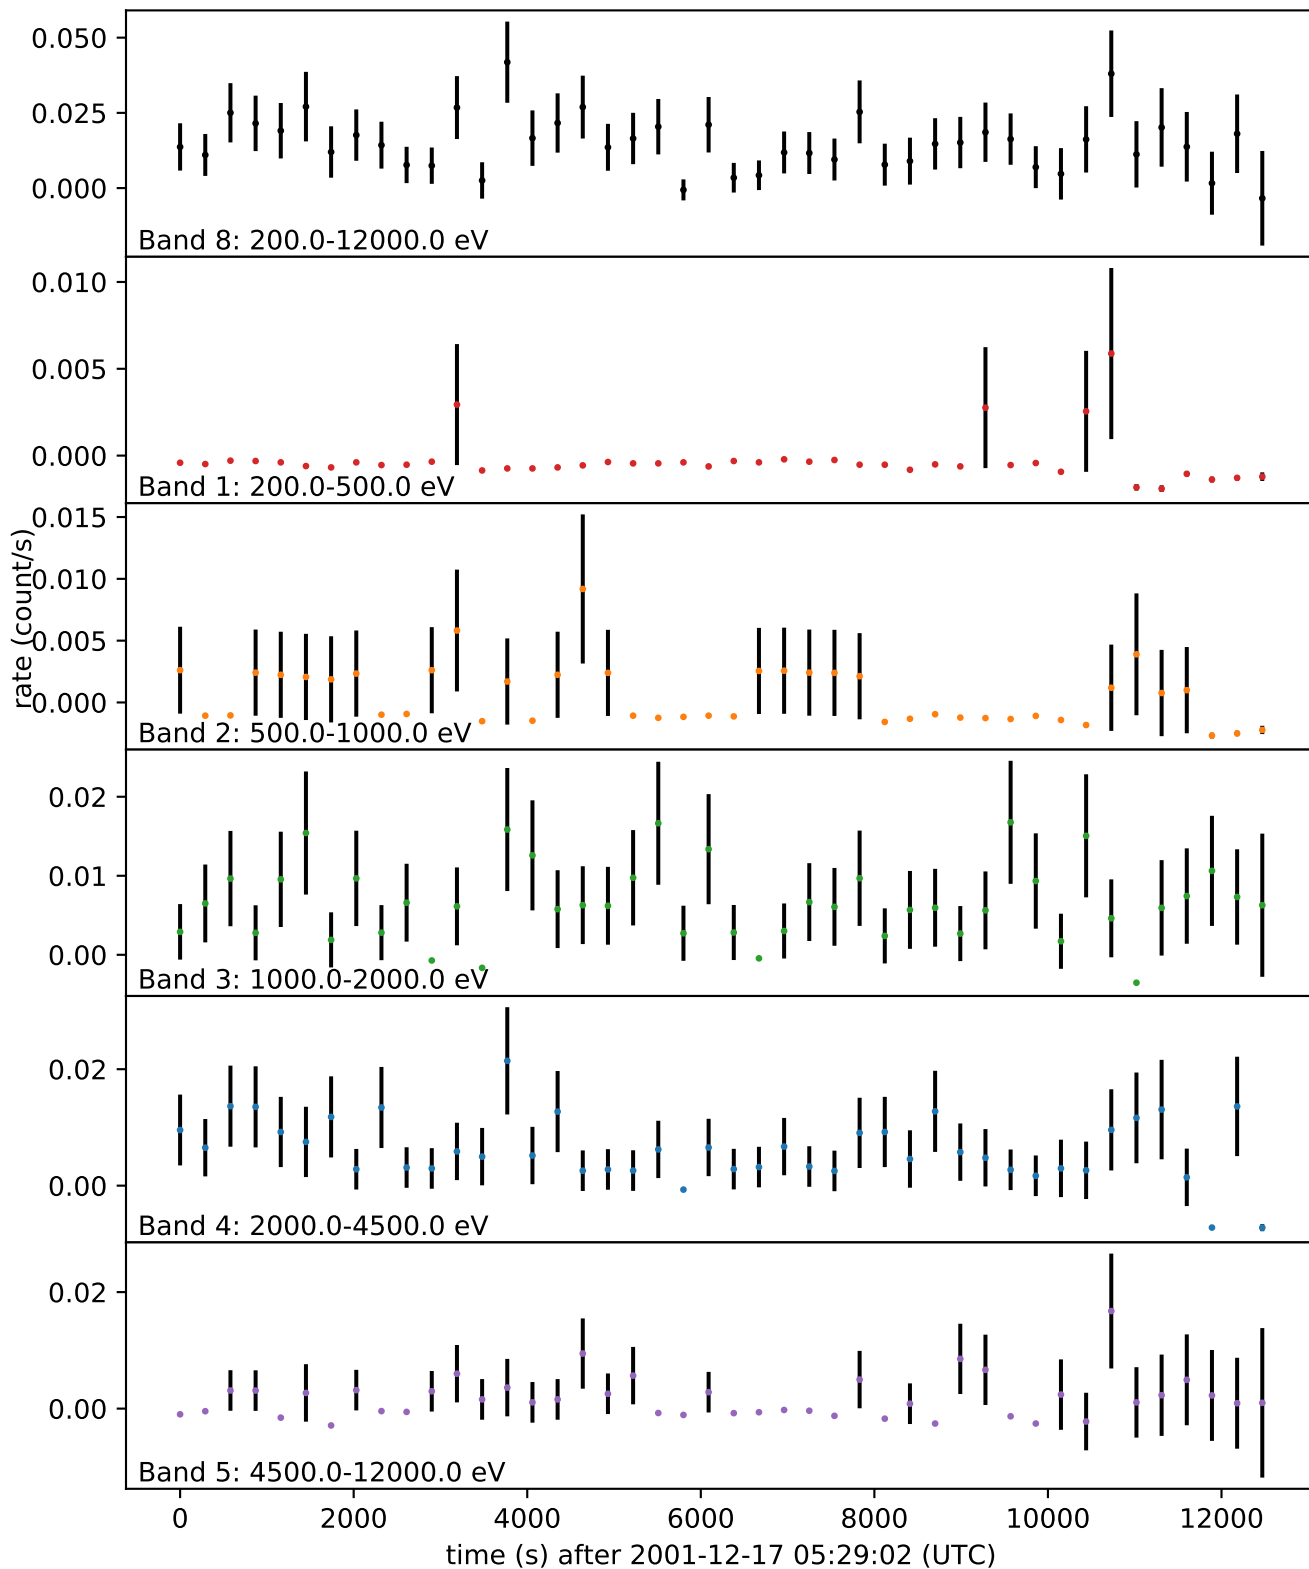 0.050
0.025
0.000
Band 8: 200.0-12000.0 eV
0.010
0.005
0.000
Band 1: 200.0-500.0 eV
rate (count/s)
0.015
0.010
0.005
0.000
Band 2: 500.0-1000.0 eV
0.02
0.01
0.00
Band 3: 1000.0-2000.0 eV
0.02
0.00
Band 4: 2000.0-4500.0 eV
0.02
0.00
Band 5: 4500.0-12000.0 eV
0 2000 4000 6000 8000 10000 12000
time (s) after 2001-12-17 05:29:02 (UTC)